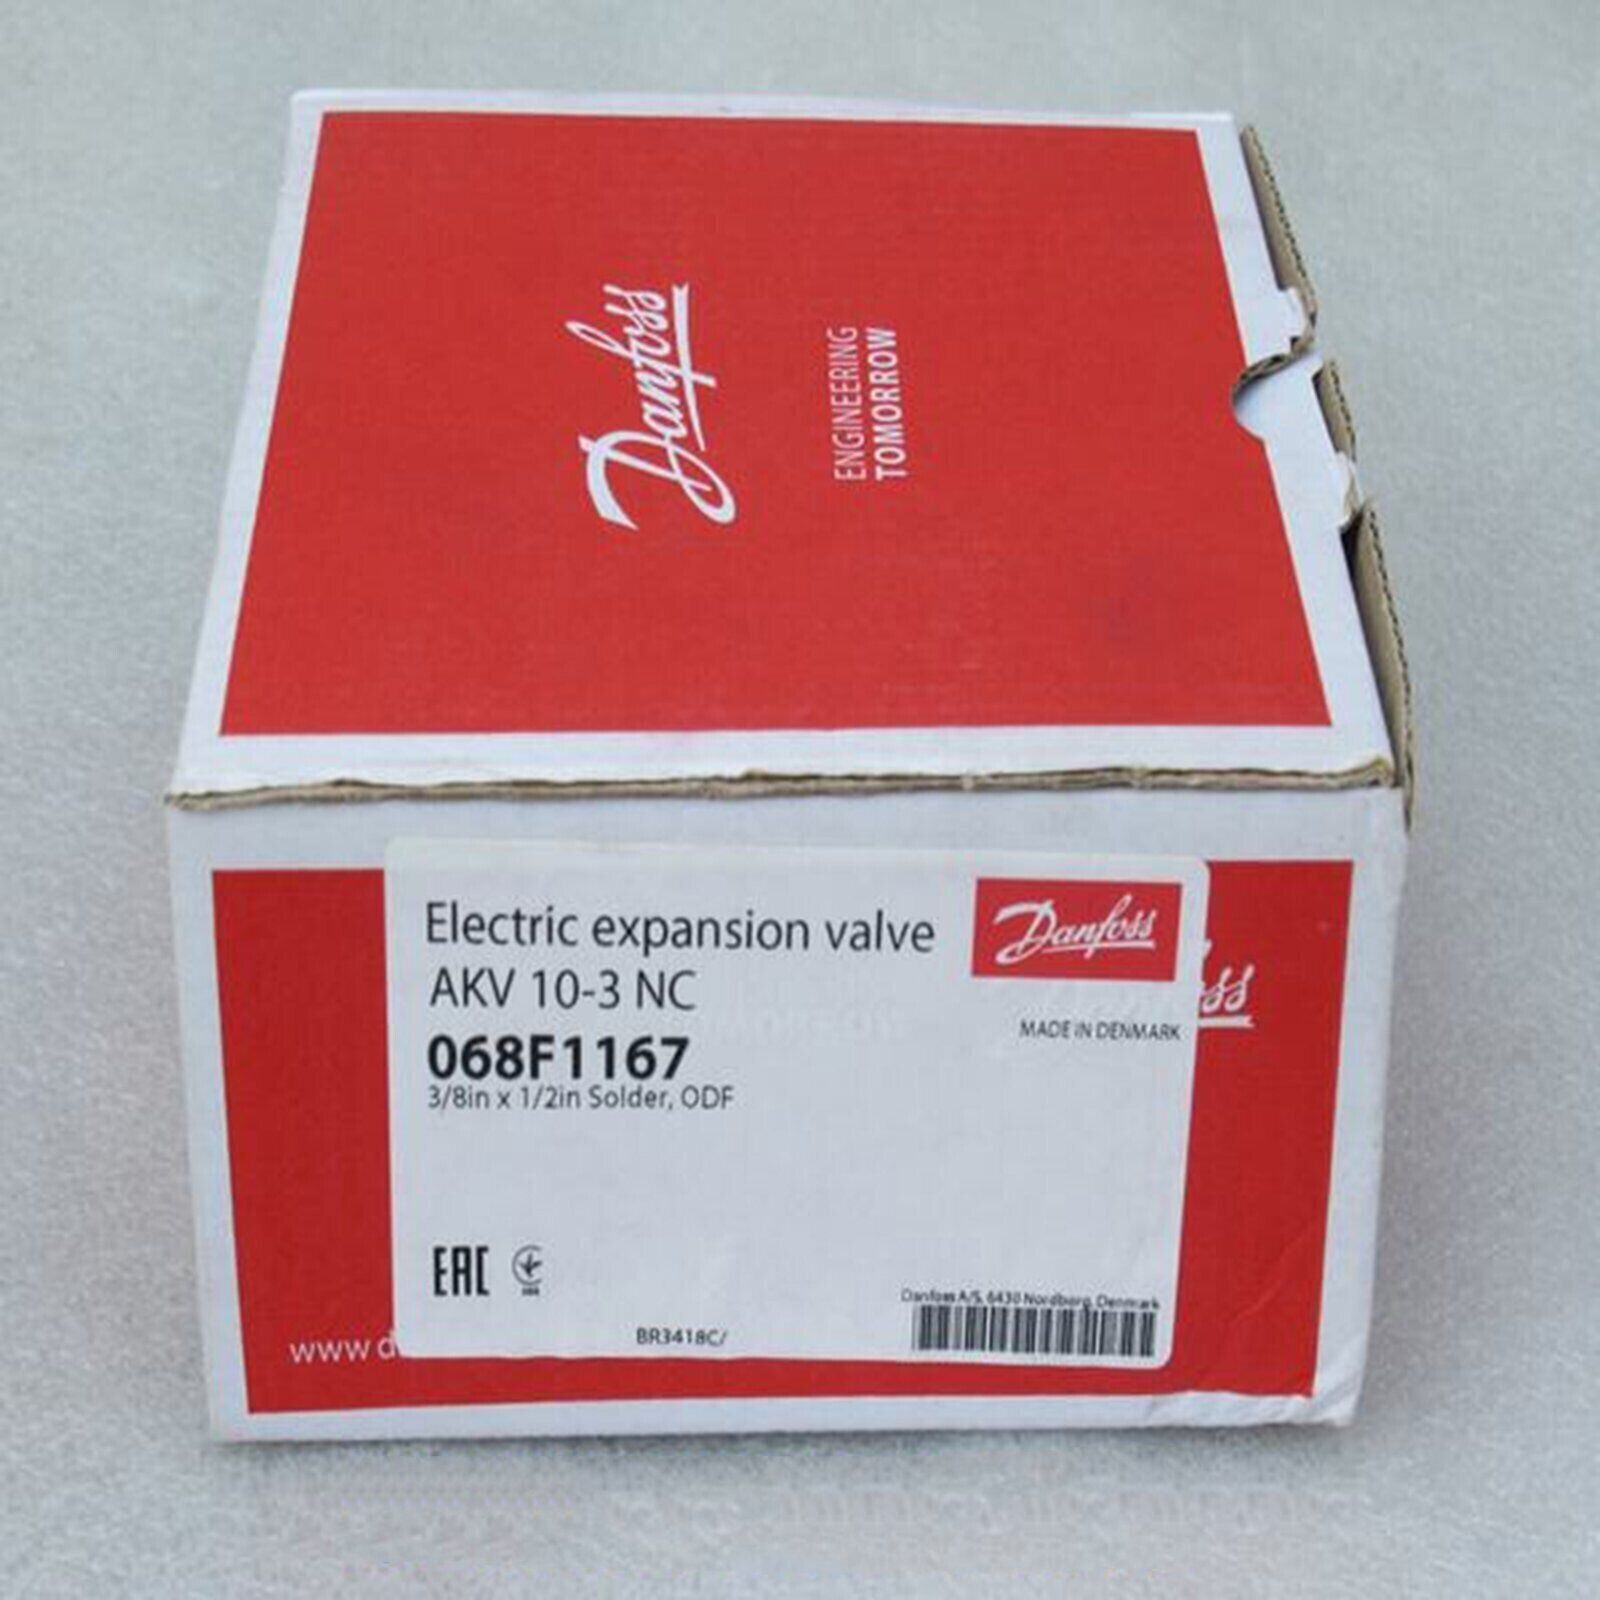 Danfoss
ENGINEERING
TOMORROW
Electric expansion valve
AKV 10-3 NC
068F1167
3/8in x 1/2in Solder, ODF
Danfoss
MADE IN DENMARK
ss
EAC
www.d
BR3418C/
Danfoss A/S, 6430 Nordborg, Denmark